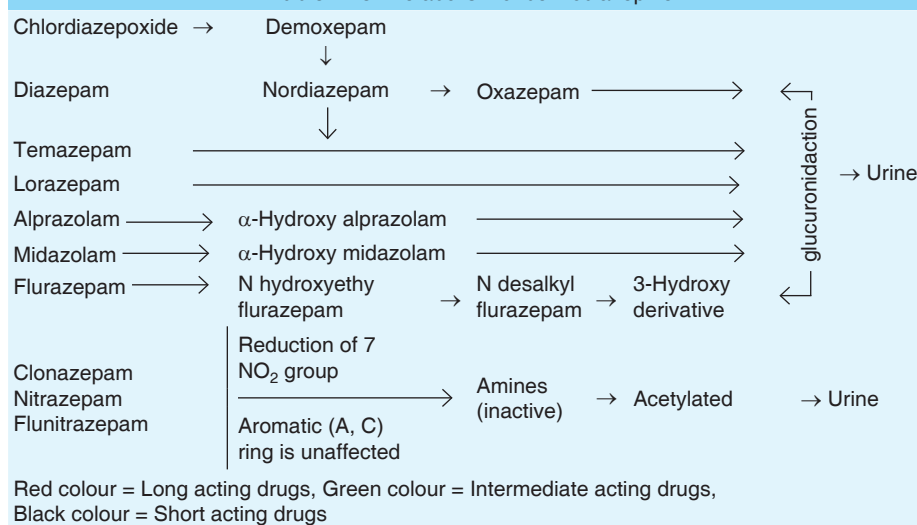 Chlordiazepoxide → Demoxepam
↓
Diazepam Nordiazepam → Oxazepam → ←
↓
Temazepam →
Lorazepam →
glucuronidaction
→ Urine
Alprazolam → α-Hydroxy alprazolam →
Midazolam → α-Hydroxy midazolam →
Flurazepam → N hydroxyethy N desalkyl 3-Hydroxy
flurazepam → flurazepam → derivative ←
Reduction of 7
NO₂ group
Clonazepam
Nitrazepam
Flunitrazepam
→ Amines
(inactive) → Acetylated → Urine
Aromatic (A, C)
ring is unaffected
Red colour = Long acting drugs, Green colour = Intermediate acting drugs,
Black colour = Short acting drugs